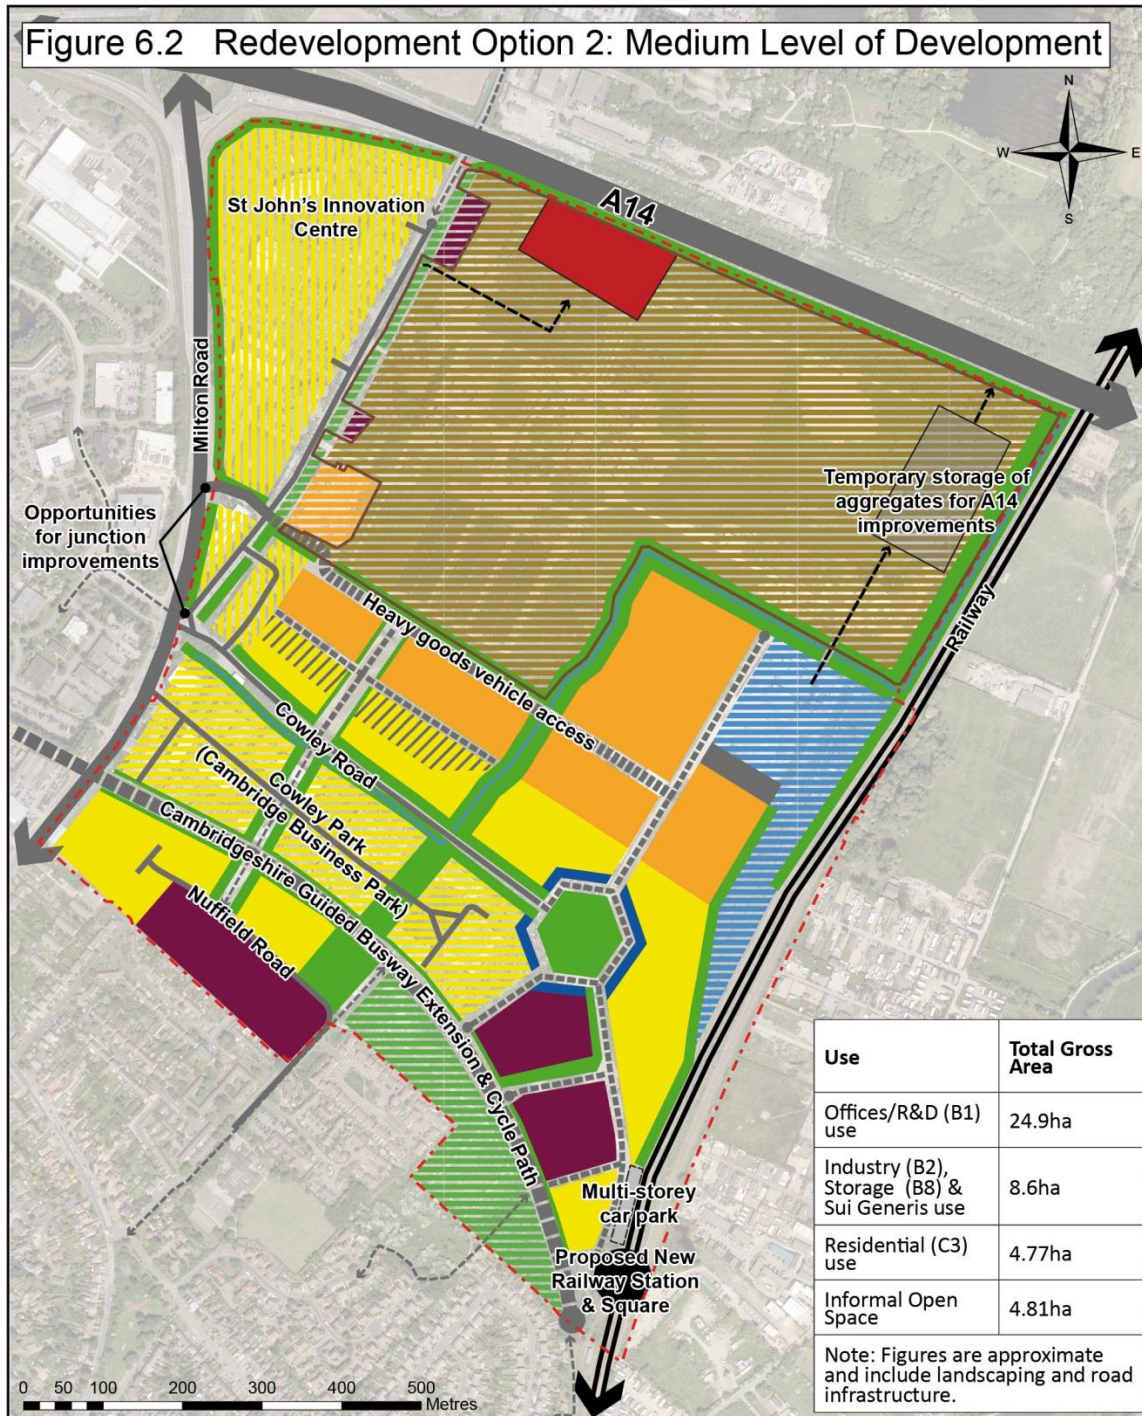 Figure 6.2 Redevelopment Option 2: Medium Level of Development
N
W
E
S
A14
St John's Innovation
Centre
Milton Road
Temporary storage of
aggregates for A14
improvements
Railway
Opportunities
for junction
improvements
Heavy goods vehicle access
Cowley Road
Cowley Park
(Cambridge Business Park)
Cambridgeshire Guided Busway Extension & Cycle Path
Nuffield Road
Multi-storey
car park
Proposed New
Railway Station
& Square
Use
Total Gross
Area
Offices/R&D (B1)
use
24.9ha
Industry (B2),
Storage (B8) &
Sui Generis use
8.6ha
Residential (C3)
use
4.77ha
Informal Open
Space
4.81ha
Note: Figures are approximate
and include landscaping and road
infrastructure.
0 50 100 200 300 400 500
Metres